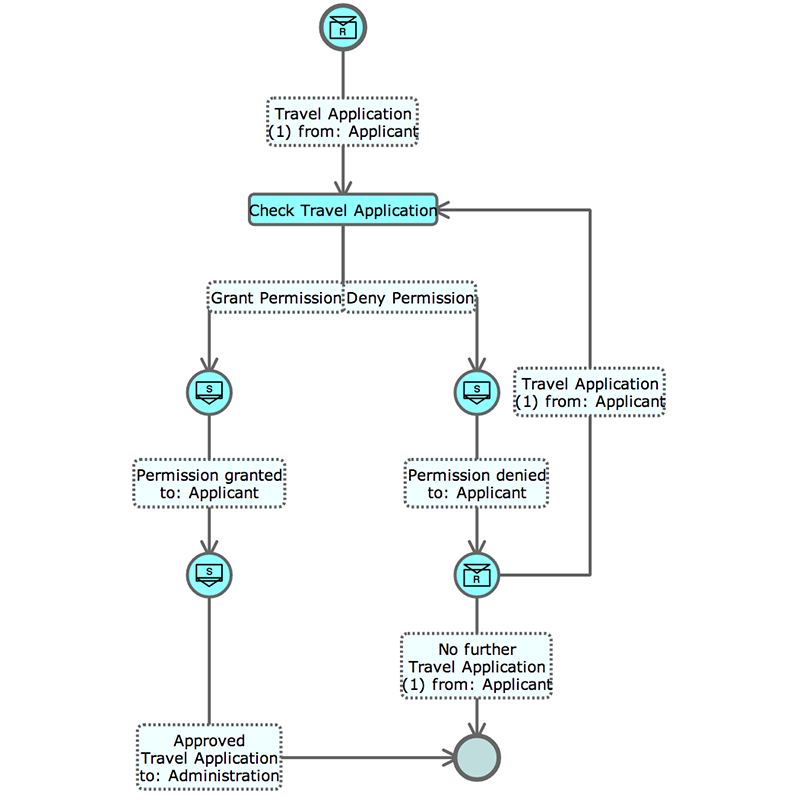 R
Travel Application
(1) from: Applicant
Check Travel Application
Grant Permission
Deny Permission
S
S
Travel Application
(1) from: Applicant
Permission granted
to: Applicant
Permission denied
to: Applicant
S
R
No further
Travel Application
(1) from: Applicant
Approved
Travel Application
to: Administration